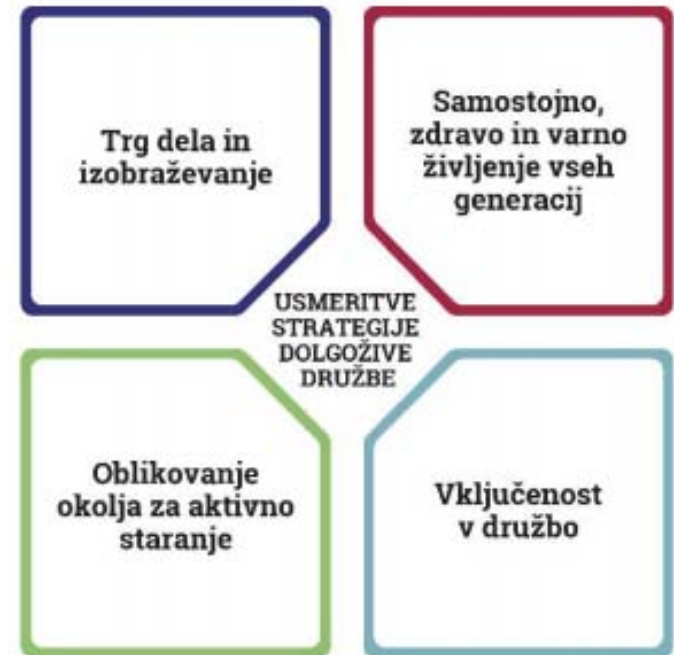 Trg dela in
izobraževanje
Samostojno,
zdravo in varno
življenje vseh
generacij
USMERITVE
STRATEGIJE
DOLGOŽIVE
DRUŽBE
Oblikovanje
okolja za aktivno
staranje
Vključenost
v družbo